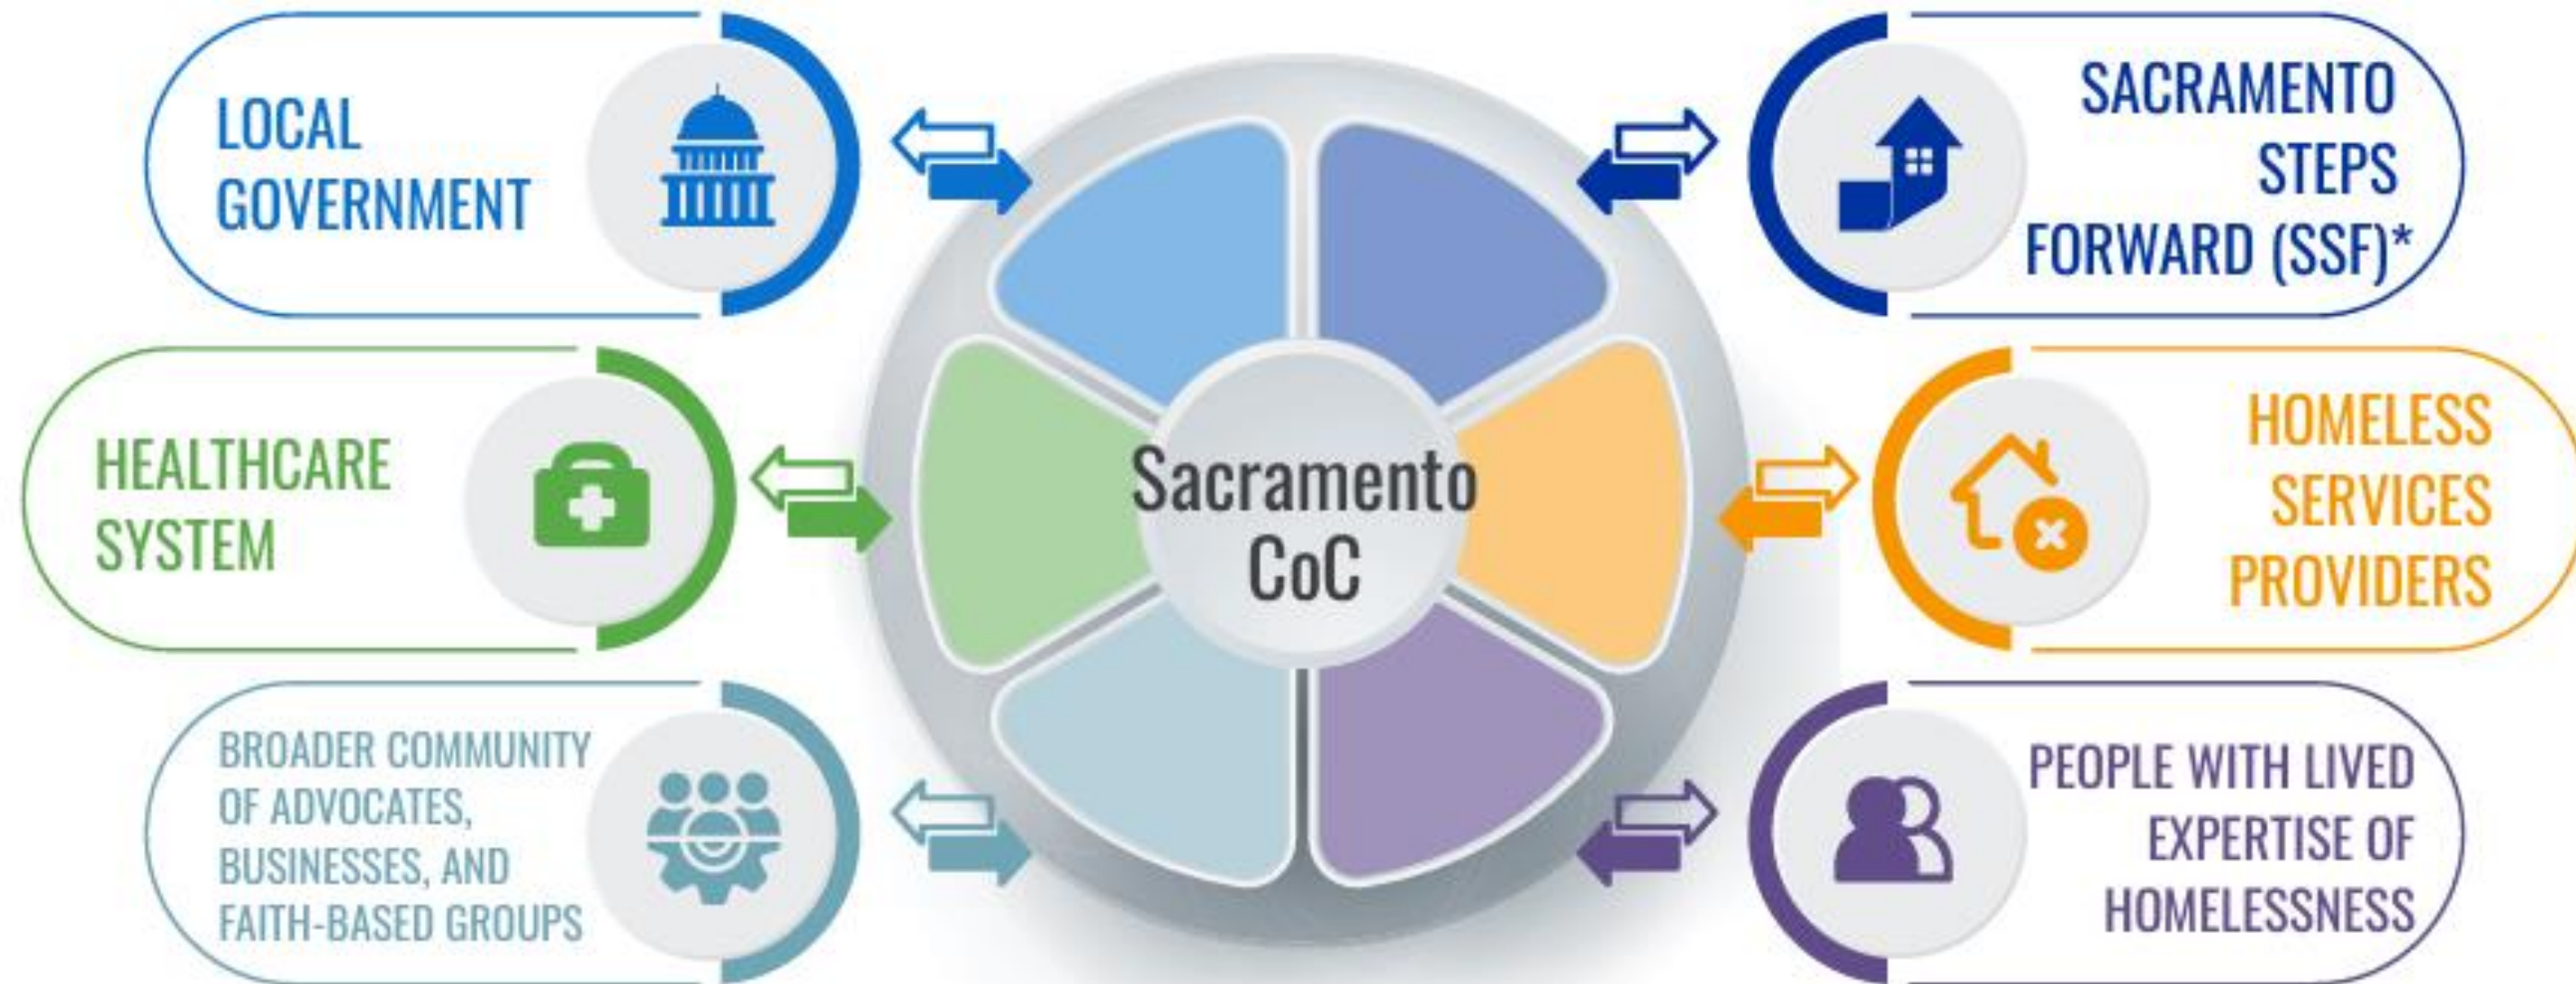 LOCAL
GOVERNMENT
SACRAMENTO
STEPS
FORWARD (SSF)*
HEALTHCARE
SYSTEM
Sacramento
CoC
HOMELESS
SERVICES
PROVIDERS
BROADER COMMUNITY
OF ADVOCATES,
BUSINESSES, AND
FAITH-BASED GROUPS
PEOPLE WITH LIVED
EXPERTISE OF
HOMELESSNESS